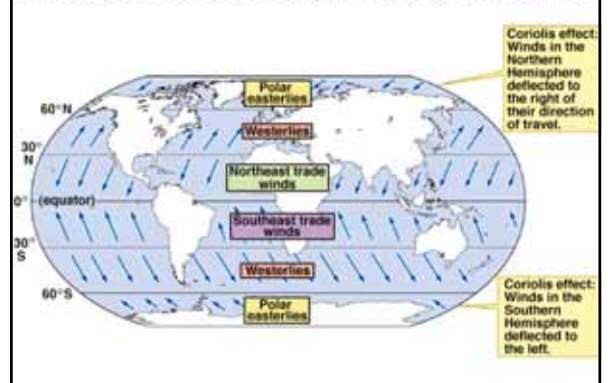 Coriolis effect:
Winds in the
Northern
Hemisphere
deflected to
the right of
their direction
of travel.
Polar
easterlies
60°N
Westerlies
30°
N
Northeast trade
winds
0°
(equator)
Southeast trade
winds
30°
S
Westerlies
60°S
Polar
easterlies
Coriolis effect:
Winds in the
Southern
Hemisphere
deflected to
the left.